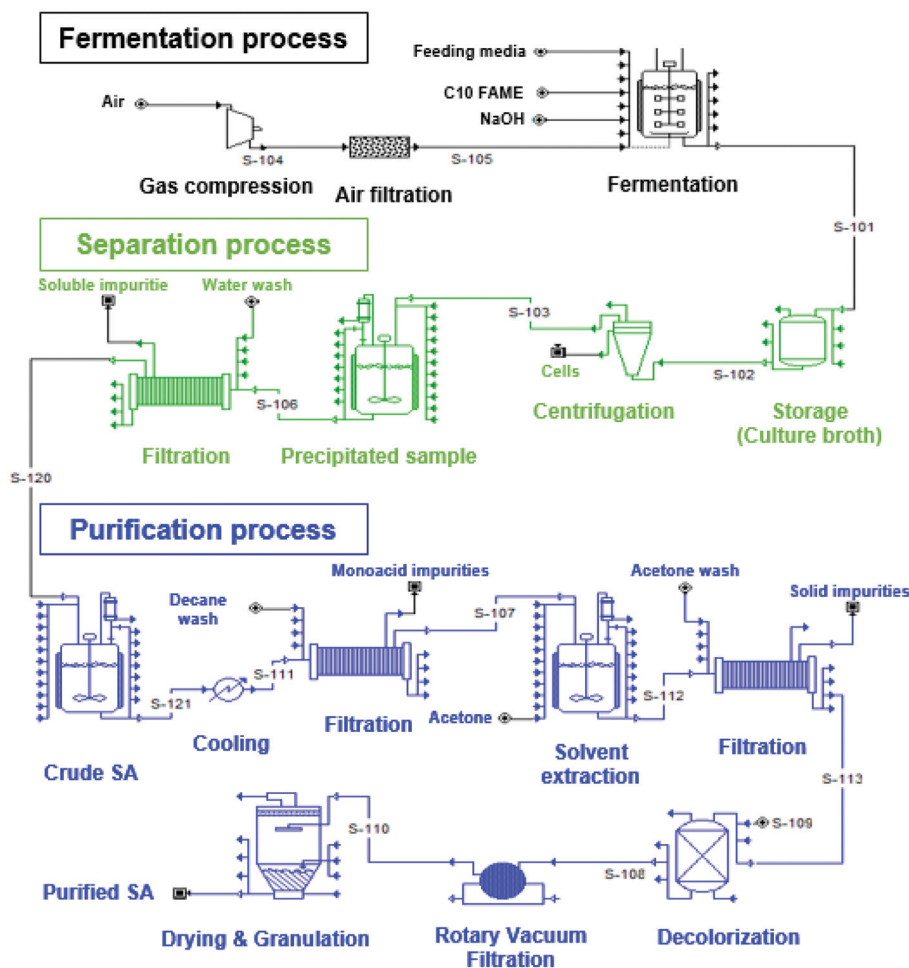 Fermentation process
Feeding media
Air
C10 FAME
NaOH
S-104
S-105
Gas compression
Air filtration
Fermentation
S-101
Separation process
Soluble impuritie
Water wash
S-103
Cells
S-102
S-106
Centrifugation
Storage
(Culture broth)
Filtration
Precipitated sample
S-120
Purification process
Monoacid impurities
Acetone wash
Decane
wash
S-107
Solid impurities
S-111
S-121
S-112
Cooling
Filtration
Acetone
Crude SA
Solvent
extraction
Filtration
S-113
S-110
S-109
S-108
Purified SA
Drying & Granulation
Rotary Vacuum
Filtration
Decolorization